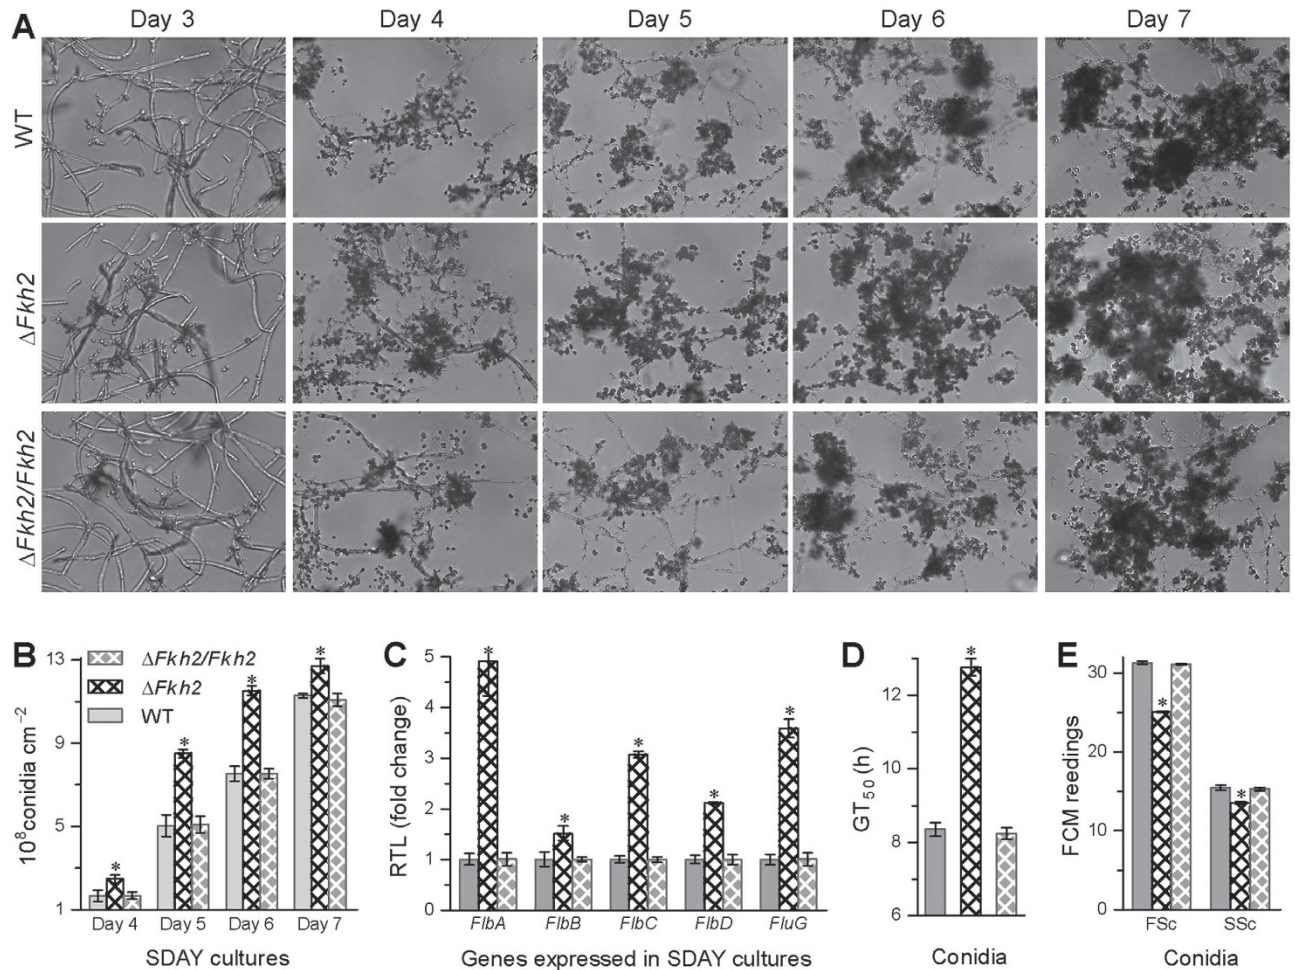 A
Day 3 Day 4 Day 5 Day 6 Day 7
WT
ΔFkh2
ΔFkh2/Fkh2
B
ΔFkh2/Fkh2
ΔFkh2
WT
10⁸ conidia cm⁻²
13
9
5
1
* * * *
Day 4 Day 5 Day 6 Day 7
SDAY cultures
C
RTL (fold change)
5
4
3
2
1
0
* * * * *
FlbA FlbB FlbC FlbD FluG
Genes expressed in SDAY cultures
D
GT₅₀ (h)
12
10
8
6
*
Conidia
E
FCM reedings
30
20
10
0
* *
FSc SSc
Conidia